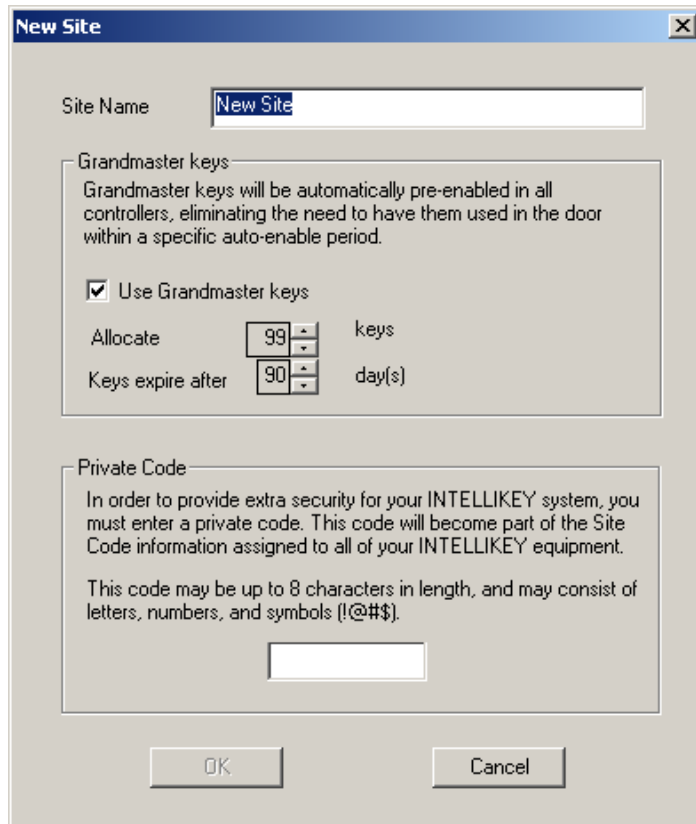 New Site
Site Name New Site
Grandmaster keys
Grandmaster keys will be automatically pre-enabled in all
controllers, eliminating the need to have them used in the door
within a specific auto-enable period.
Use Grandmaster keys
Allocate 99 keys
Keys expire after 90 day(s)
Private Code
In order to provide extra security for your INTELLIKEY system, you
must enter a private code. This code will become part of the Site
Code information assigned to all of your INTELLIKEY equipment.
This code may be up to 8 characters in length, and may consist of
letters, numbers, and symbols (!@#$).
OK Cancel